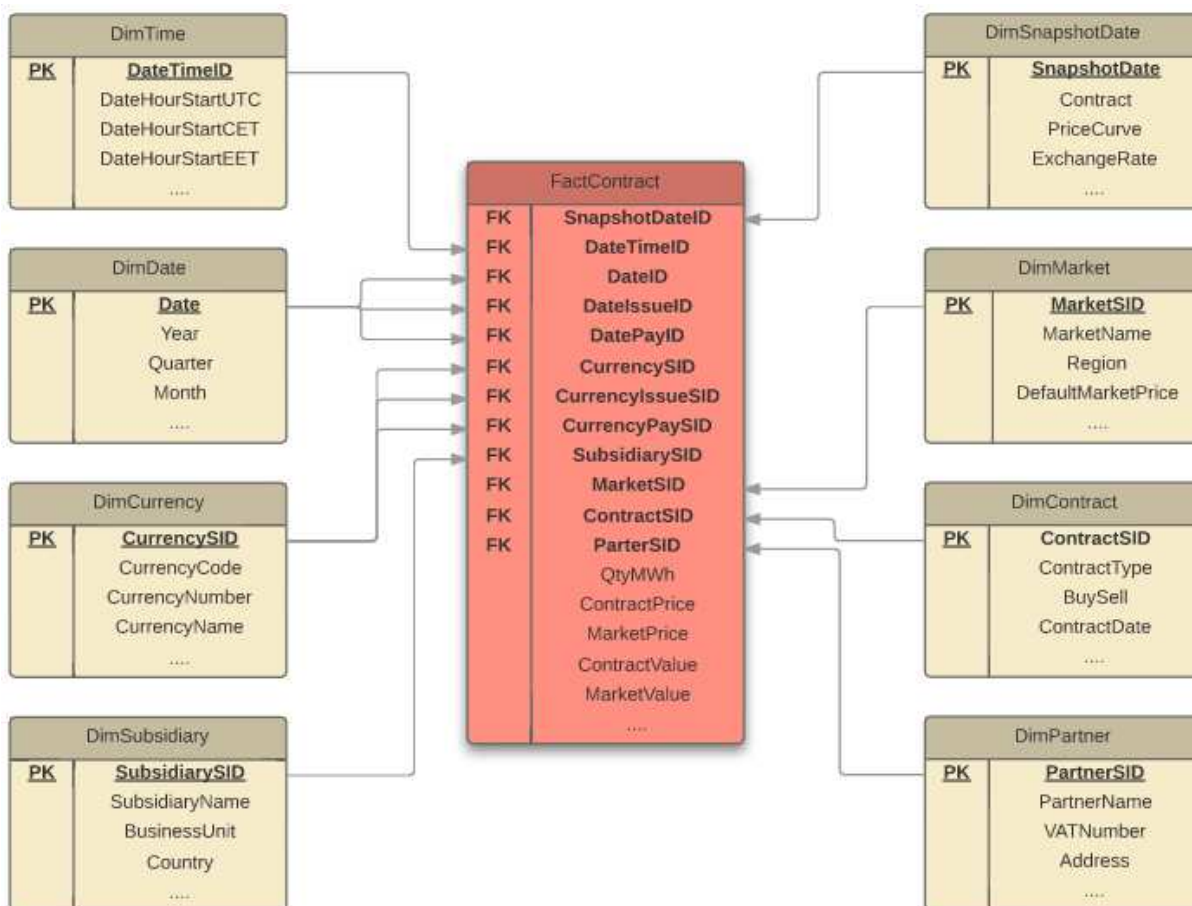 DimTime
PK DateTimeID
DateHourStartUTC
DateHourStartCET
DateHourStartEET
....
DimDate
PK Date
Year
Quarter
Month
....
DimCurrency
PK CurrencySID
CurrencyCode
CurrencyNumber
CurrencyName
....
DimSubsidiary
PK SubsidiarySID
SubsidiaryName
BusinessUnit
Country
....
FactContract
FK SnapshotDateID
FK DateTimeID
FK DateID
FK DateIssueID
FK DatePayID
FK CurrencySID
FK CurrencyIssueSID
FK CurrencyPaySID
FK SubsidiarySID
FK MarketSID
FK ContractSID
FK ParterSID
QtyMWh
ContractPrice
MarketPrice
ContractValue
MarketValue
....
DimSnapshotDate
PK SnapshotDate
Contract
PriceCurve
ExchangeRate
....
DimMarket
PK MarketSID
MarketName
Region
DefaultMarketPrice
....
DimContract
PK ContractSID
ContractType
BuySell
ContractDate
....
DimPartner
PK PartnerSID
PartnerName
VATNumber
Address
....